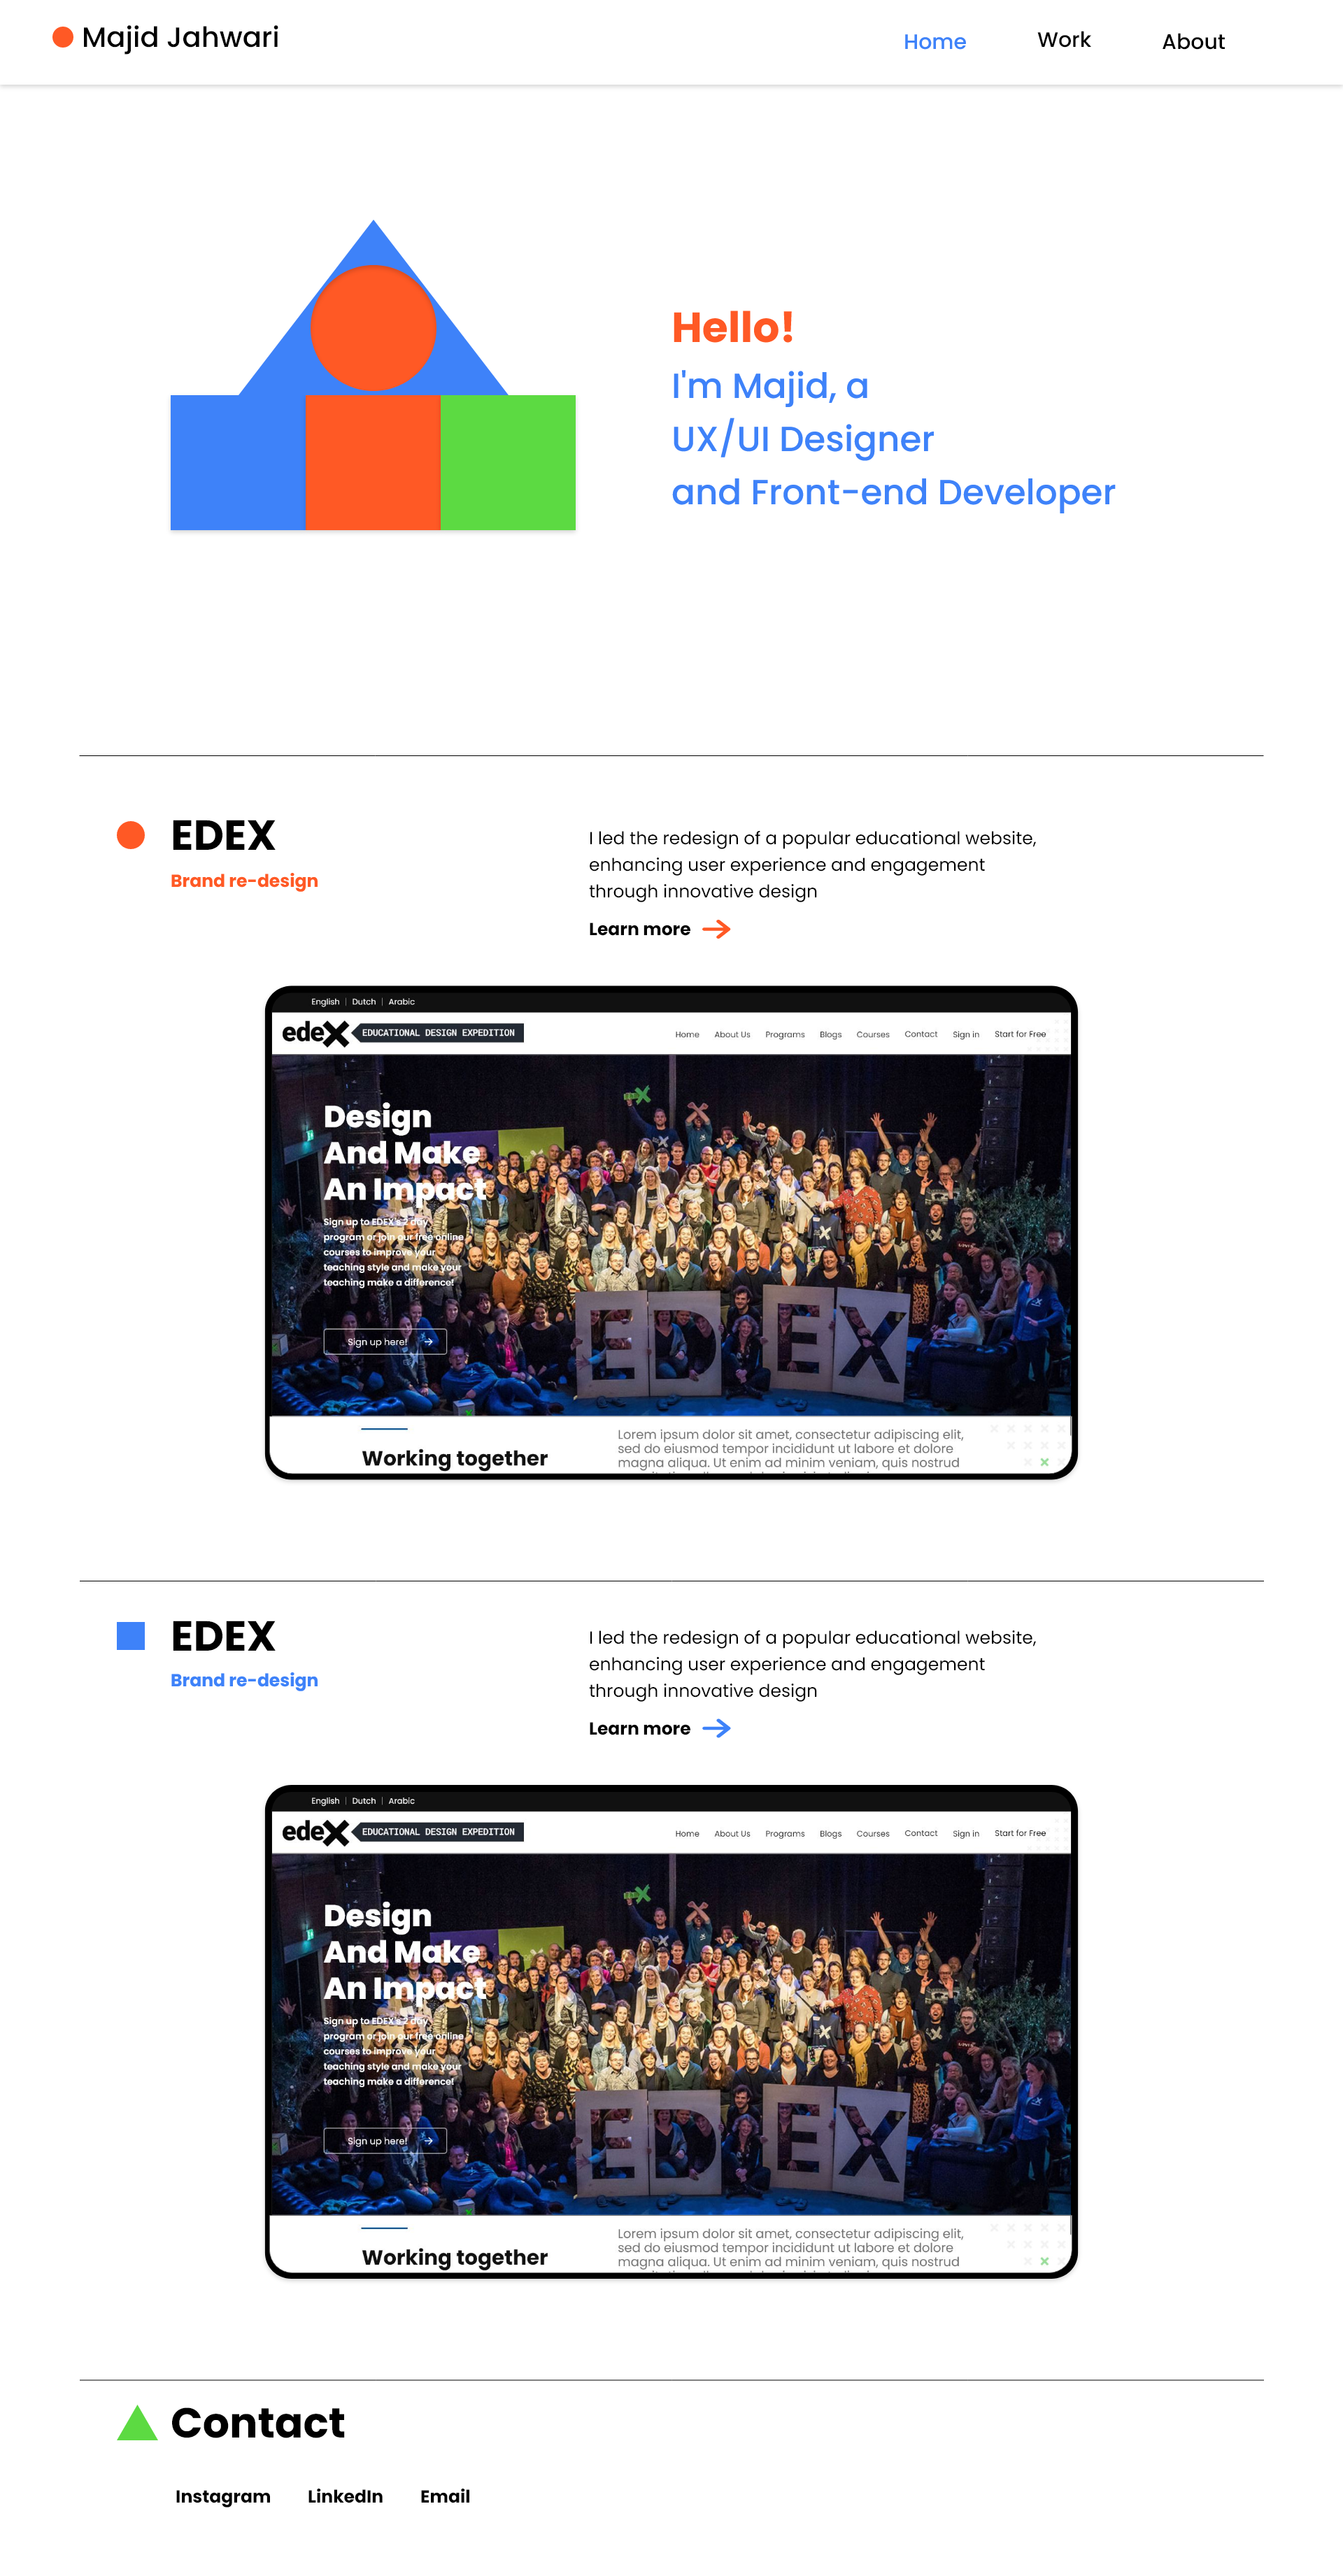 Majid Jahwari
Home Work About
Hello!
I'm Majid, a
UX/UI Designer
and Front-end Developer
EDEX
Brand re-design
I led the redesign of a popular educational website,
enhancing user experience and engagement
through innovative design
Learn more
English | Dutch | Arabic
edeX EDUCATIONAL DESIGN EXPEDITION
Home About Us Programs Blogs Courses Contact Sign in Start for Free
Design
And Make
An Impact
Sign up to EDEX's 2 day
program or join our free online
courses to improve your
teaching style and make your
teaching make a difference!
Sign up here!
EDEX
Working together
Lorem ipsum dolor sit amet, consectetur adipiscing elit,
sed do eiusmod tempor incididunt ut labore et dolore
magna aliqua. Ut enim ad minim veniam, quis nostrud
EDEX
Brand re-design
I led the redesign of a popular educational website,
enhancing user experience and engagement
through innovative design
Learn more
English | Dutch | Arabic
edeX EDUCATIONAL DESIGN EXPEDITION
Home About Us Programs Blogs Courses Contact Sign in Start for Free
Design
And Make
An Impact
Sign up to EDEX's 2 day
program or join our free online
courses to improve your
teaching style and make your
teaching make a difference!
Sign up here!
EDEX
Working together
Lorem ipsum dolor sit amet, consectetur adipiscing elit,
sed do eiusmod tempor incididunt ut labore et dolore
magna aliqua. Ut enim ad minim veniam, quis nostrud
Contact
Instagram LinkedIn Email